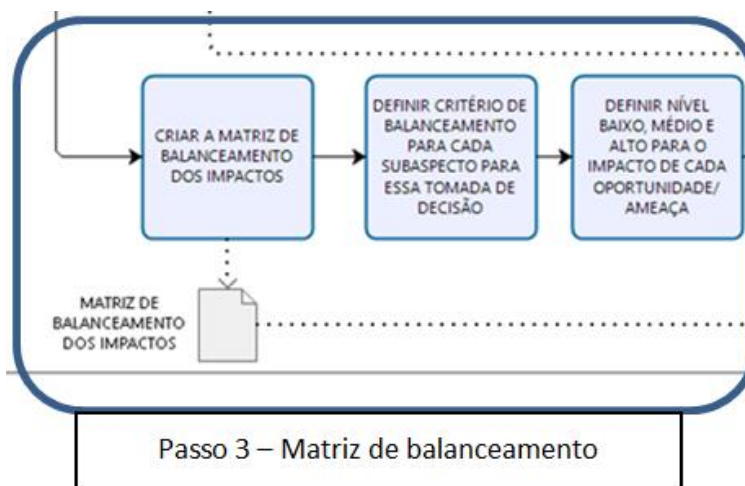 CRIAR A MATRIZ DE
BALANCEAMENTO
DOS IMPACTOS
DEFINIR CRITÉRIO DE
BALANCEAMENTO
PARA CADA
SUBASPECTO PARA
ESSA TOMADA DE
DECISÃO
DEFINIR NÍVEL
BAIXO, MÉDIO E
ALTO PARA O
IMPACTO DE CADA
OPORTUNIDADE/
AMEAÇA
MATRIZ DE
BALANCEAMENTO
DOS IMPACTOS
Passo 3 – Matriz de balanceamento